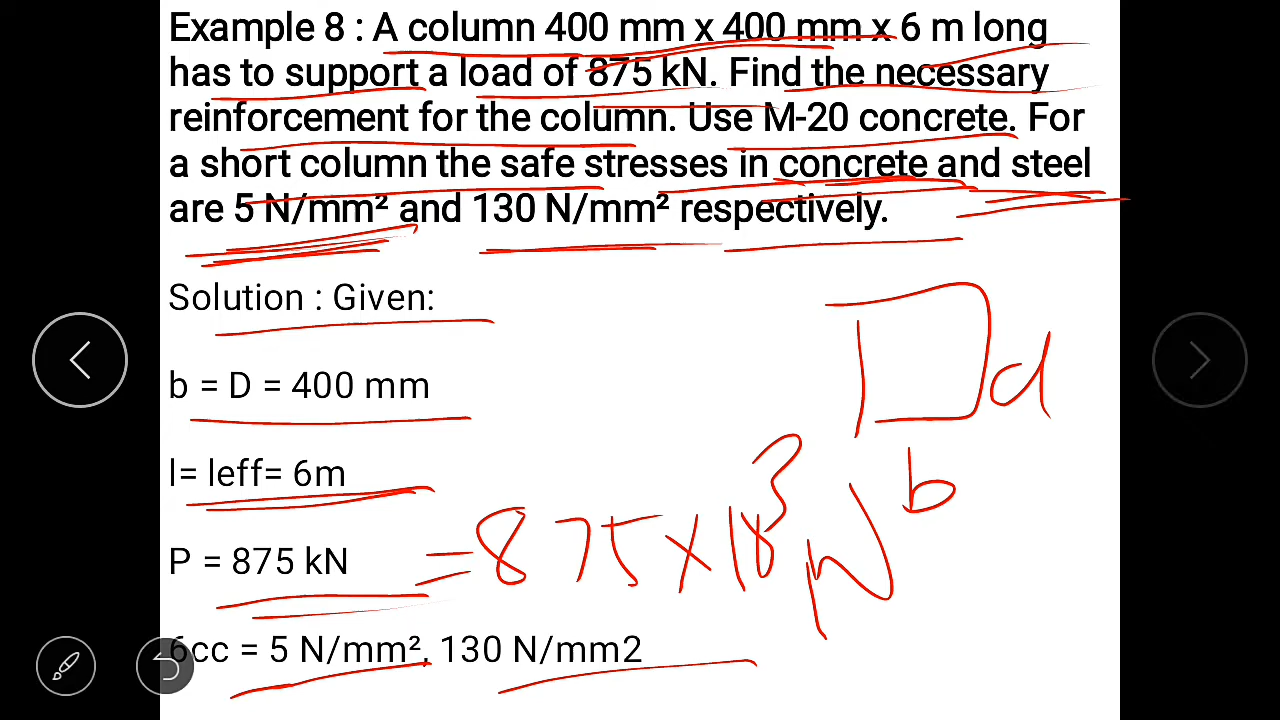 Example 8 : A column 400 mm x 400 mm x 6 m long
has to support a load of 875 kN. Find the necessary
reinforcement for the column. Use M-20 concrete. For
a short column the safe stresses in concrete and steel
are 5 N/mm² and 130 N/mm² respectively.
Solution : Given:
b = D = 400 mm
d
l= leff= 6m
b
P = 875 kN = 875 x 10³ N
6cc = 5 N/mm², 130 N/mm2